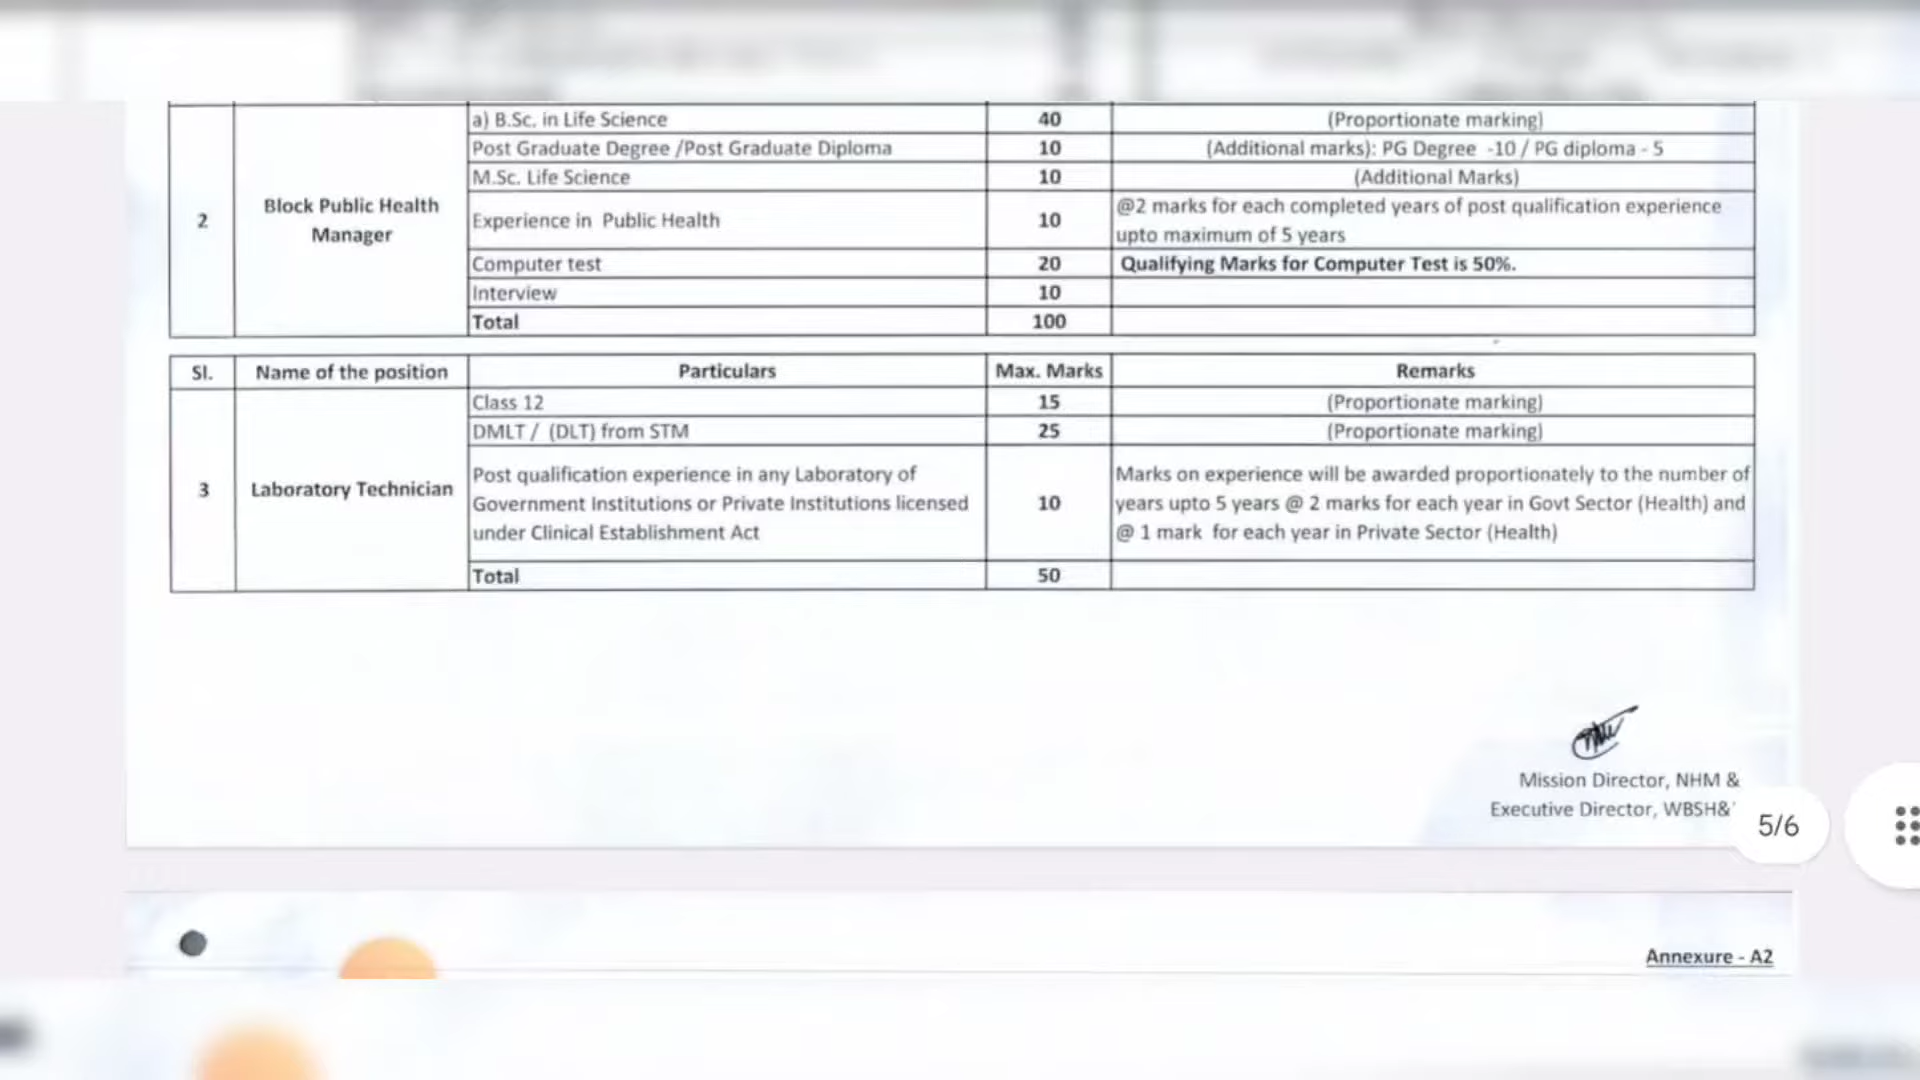 a) B.Sc. in Life Science 40 (Proportionate marking)
Post Graduate Degree /Post Graduate Diploma 10 (Additional marks): PG Degree -10 / PG diploma - 5
M.Sc. Life Science 10 (Additional Marks)
2 Block Public Health Manager Experience in Public Health 10 @2 marks for each completed years of post qualification experience
upto maximum of 5 years
Computer test 20 Qualifying Marks for Computer Test is 50%.
Interview 10
Total 100
Sl. Name of the position Particulars Max. Marks Remarks
Class 12 15 (Proportionate marking)
DMLT / (DLT) from STM 25 (Proportionate marking)
3 Laboratory Technician Post qualification experience in any Laboratory of
Government Institutions or Private Institutions licensed
under Clinical Establishment Act 10 Marks on experience will be awarded proportionately to the number of
years upto 5 years @ 2 marks for each year in Govt Sector (Health) and
@ 1 mark for each year in Private Sector (Health)
Total 50
Mission Director, NHM &
Executive Director, WBSH&
5/6
Annexure - A2